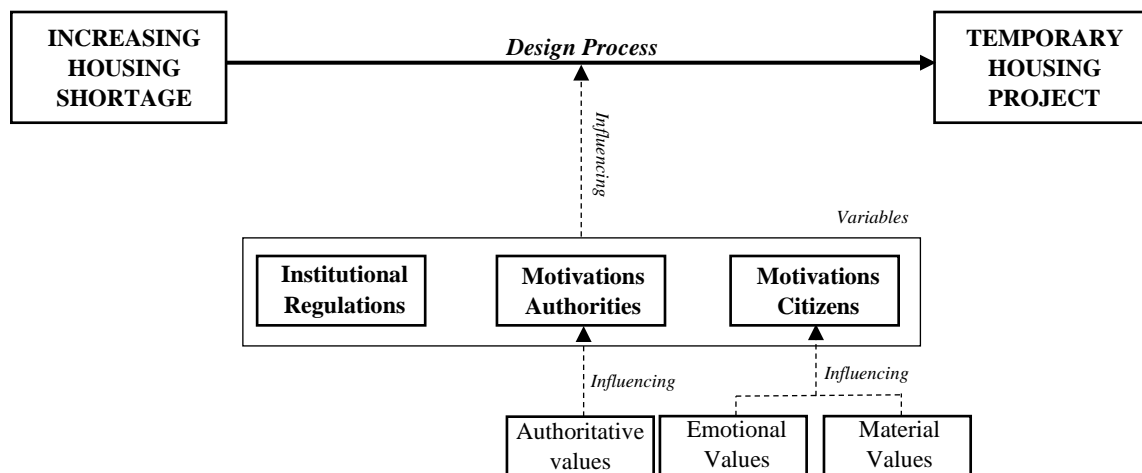 INCREASING
HOUSING
SHORTAGE
Design Process
TEMPORARY
HOUSING
PROJECT
Influencing
Variables
Institutional
Regulations
Motivations
Authorities
Motivations
Citizens
Influencing
Influencing
Authoritative
values
Emotional
Values
Material
Values